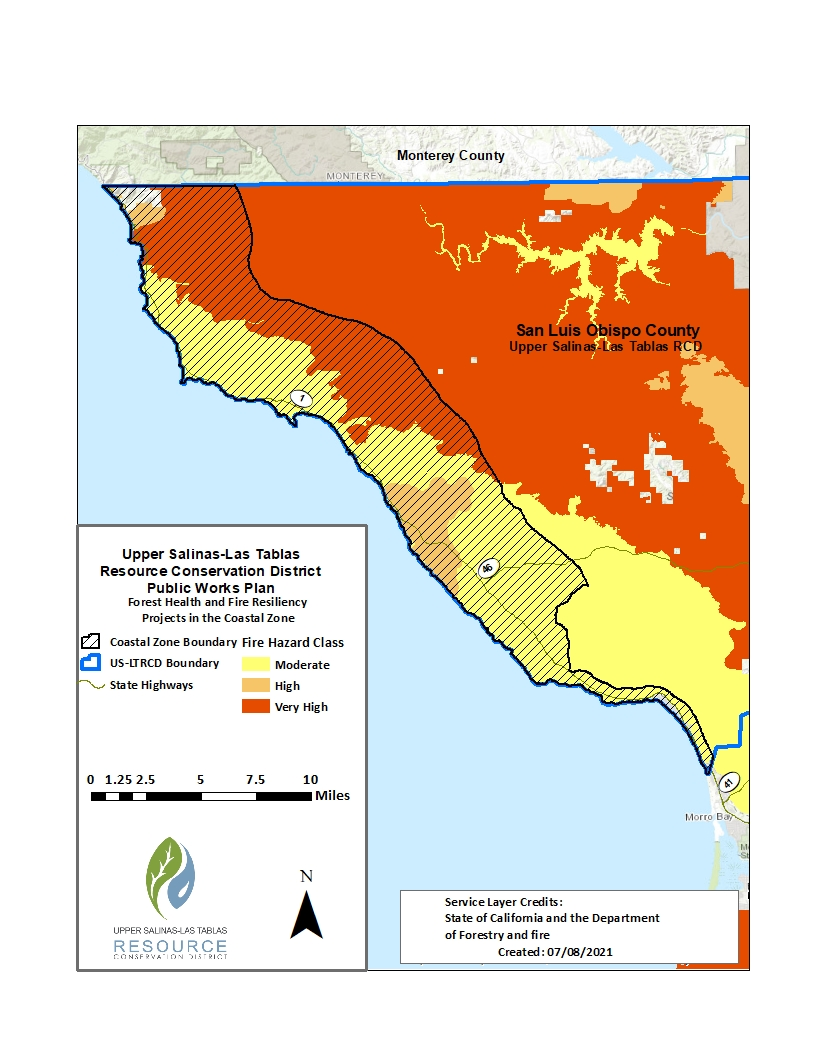 Monterey County
MONTEREY
San Luis Obispo County
Upper Salinas-Las Tablas RCD
1
S
46
41
Morro Bay
Upper Salinas-Las Tablas
Resource Conservation District
Public Works Plan
Forest Health and Fire Resiliency
Projects in the Coastal Zone
Coastal Zone Boundary
US-LTRCD Boundary
State Highways
Fire Hazard Class
Moderate
High
Very High
0 1.25 2.5 5 7.5 10
Miles
N
UPPER SALINAS-LAS TABLAS
RESOURCE
CONSERVATION DISTRICT
Service Layer Credits:
State of California and the Department
of Forestry and fire
Created: 07/08/2021